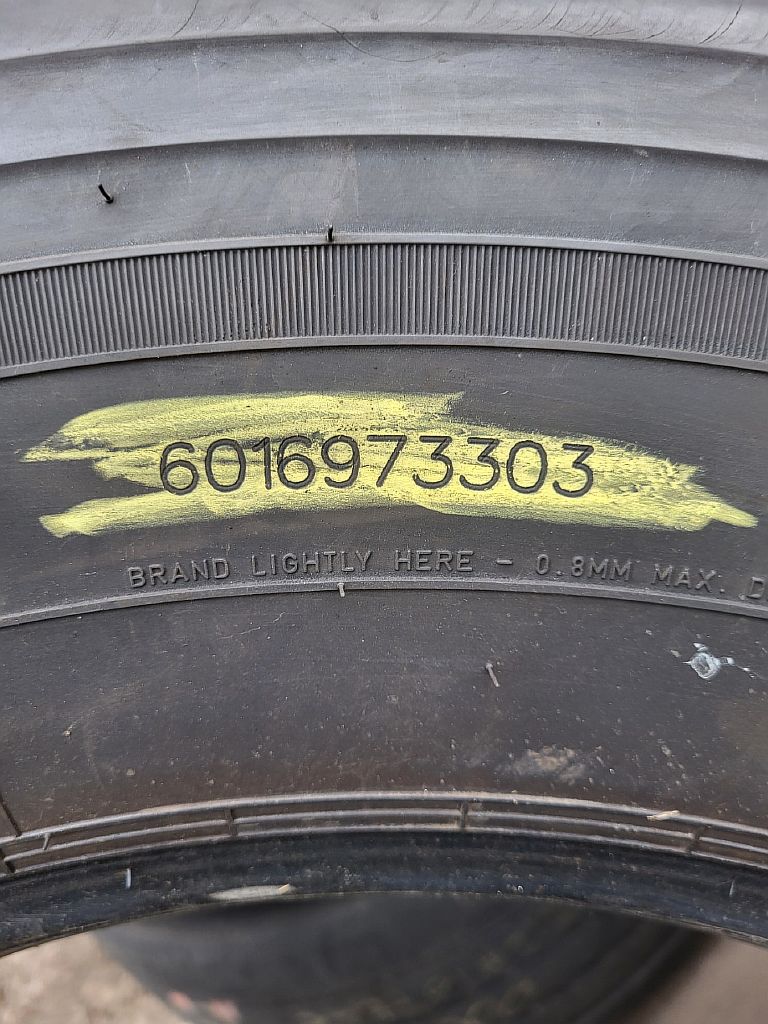 6016973303
BRAND LIGHTLY HERE - 0.8MM MAX. D